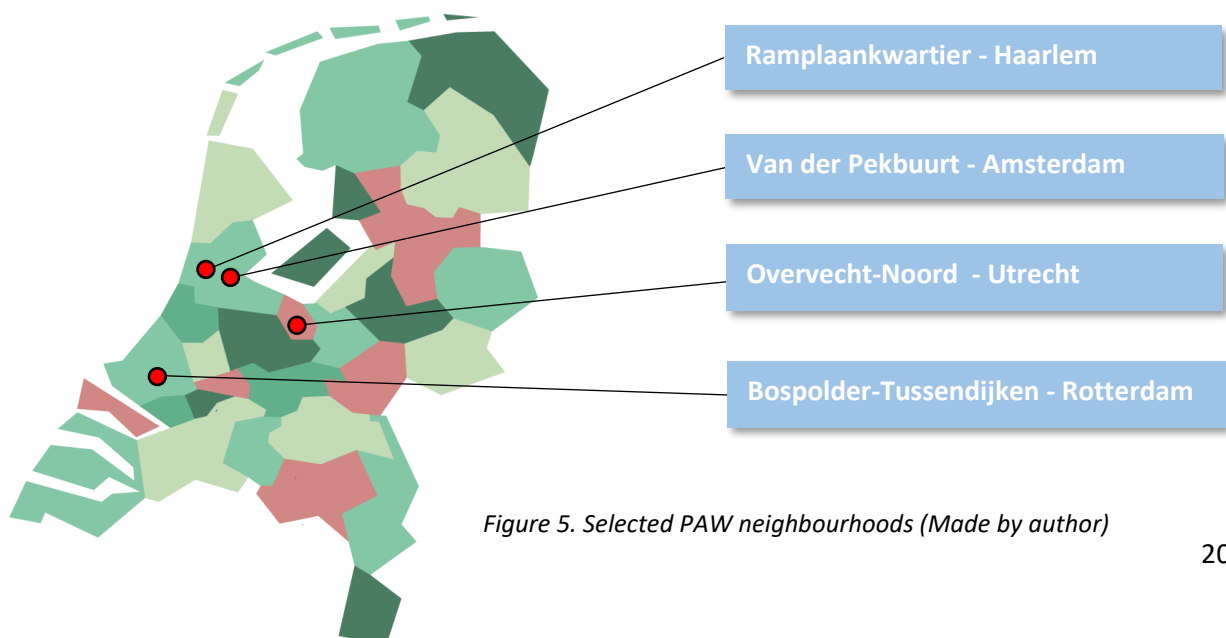 Ramplaankwartier - Haarlem
Van der Pekbuurt - Amsterdam
Overvecht-Noord  - Utrecht
Bospolder-Tussendijken - Rotterdam
Figure 5. Selected PAW neighbourhoods (Made by author)
20